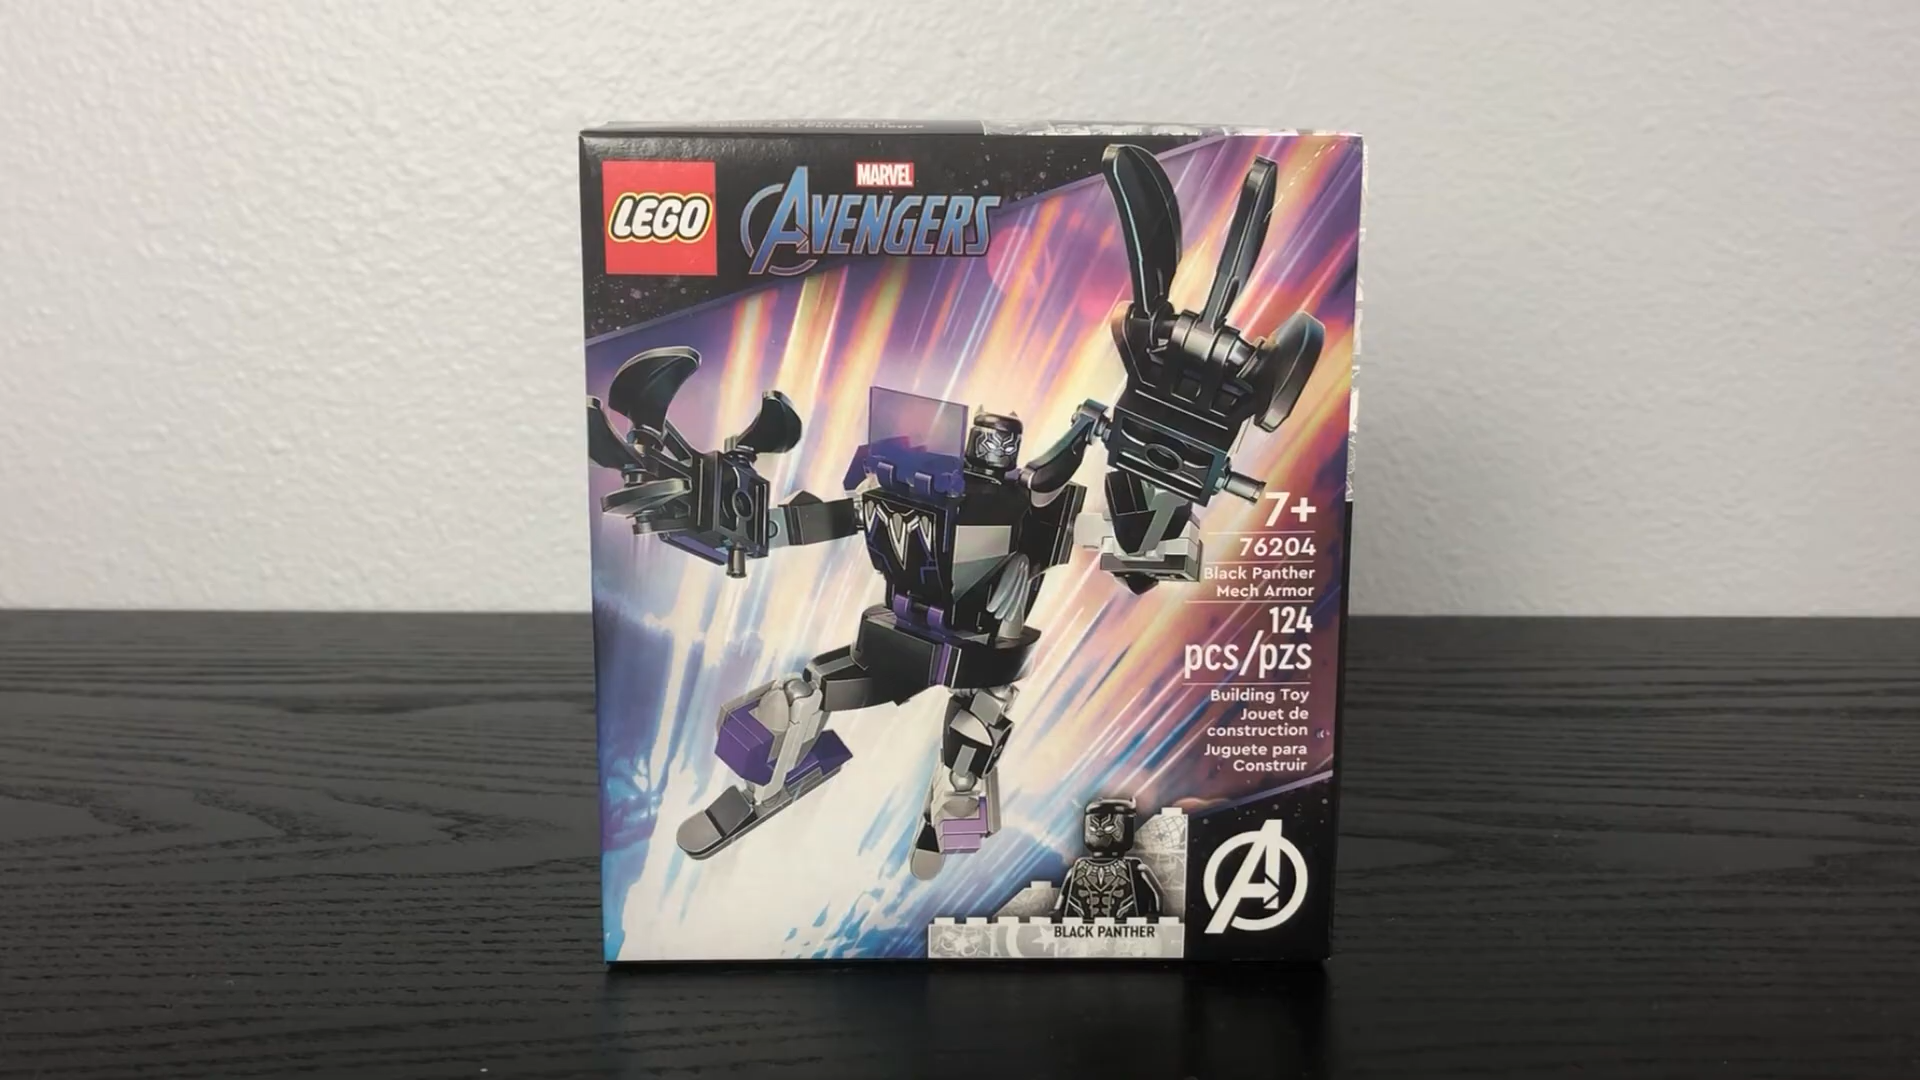 LEGO
MARVEL
AVENGERS
7+
76204
Black Panther
Mech Armor
124
pcs/pzs
Building Toy
Jouet de
construction
Juguete para
Construir
BLACK PANTHER